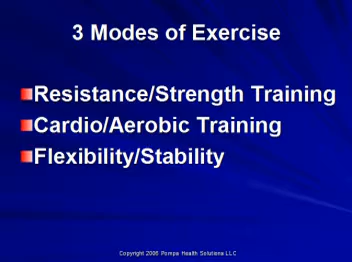 3 Modes of Exercise
Resistance/Strength Training
Cardio/Aerobic Training
Flexibility/Stability
Copyright 2006 Pompa Health Solutions LLC